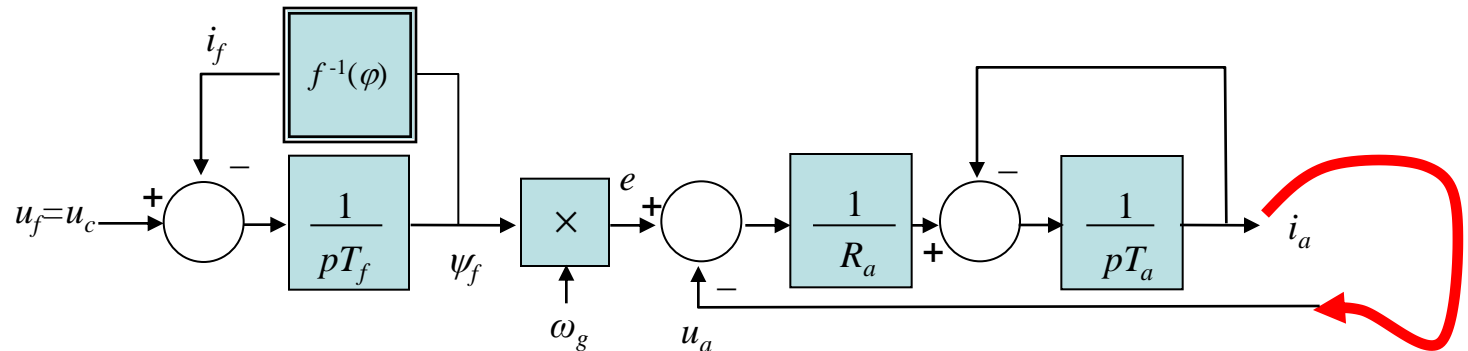 i_f
f⁻¹(φ)
−
+
u_f=u_c
1
pT_f
ψ_f
×
ω_g
e
+
−
u_a
1
R_a
+
−
1
pT_a
i_a